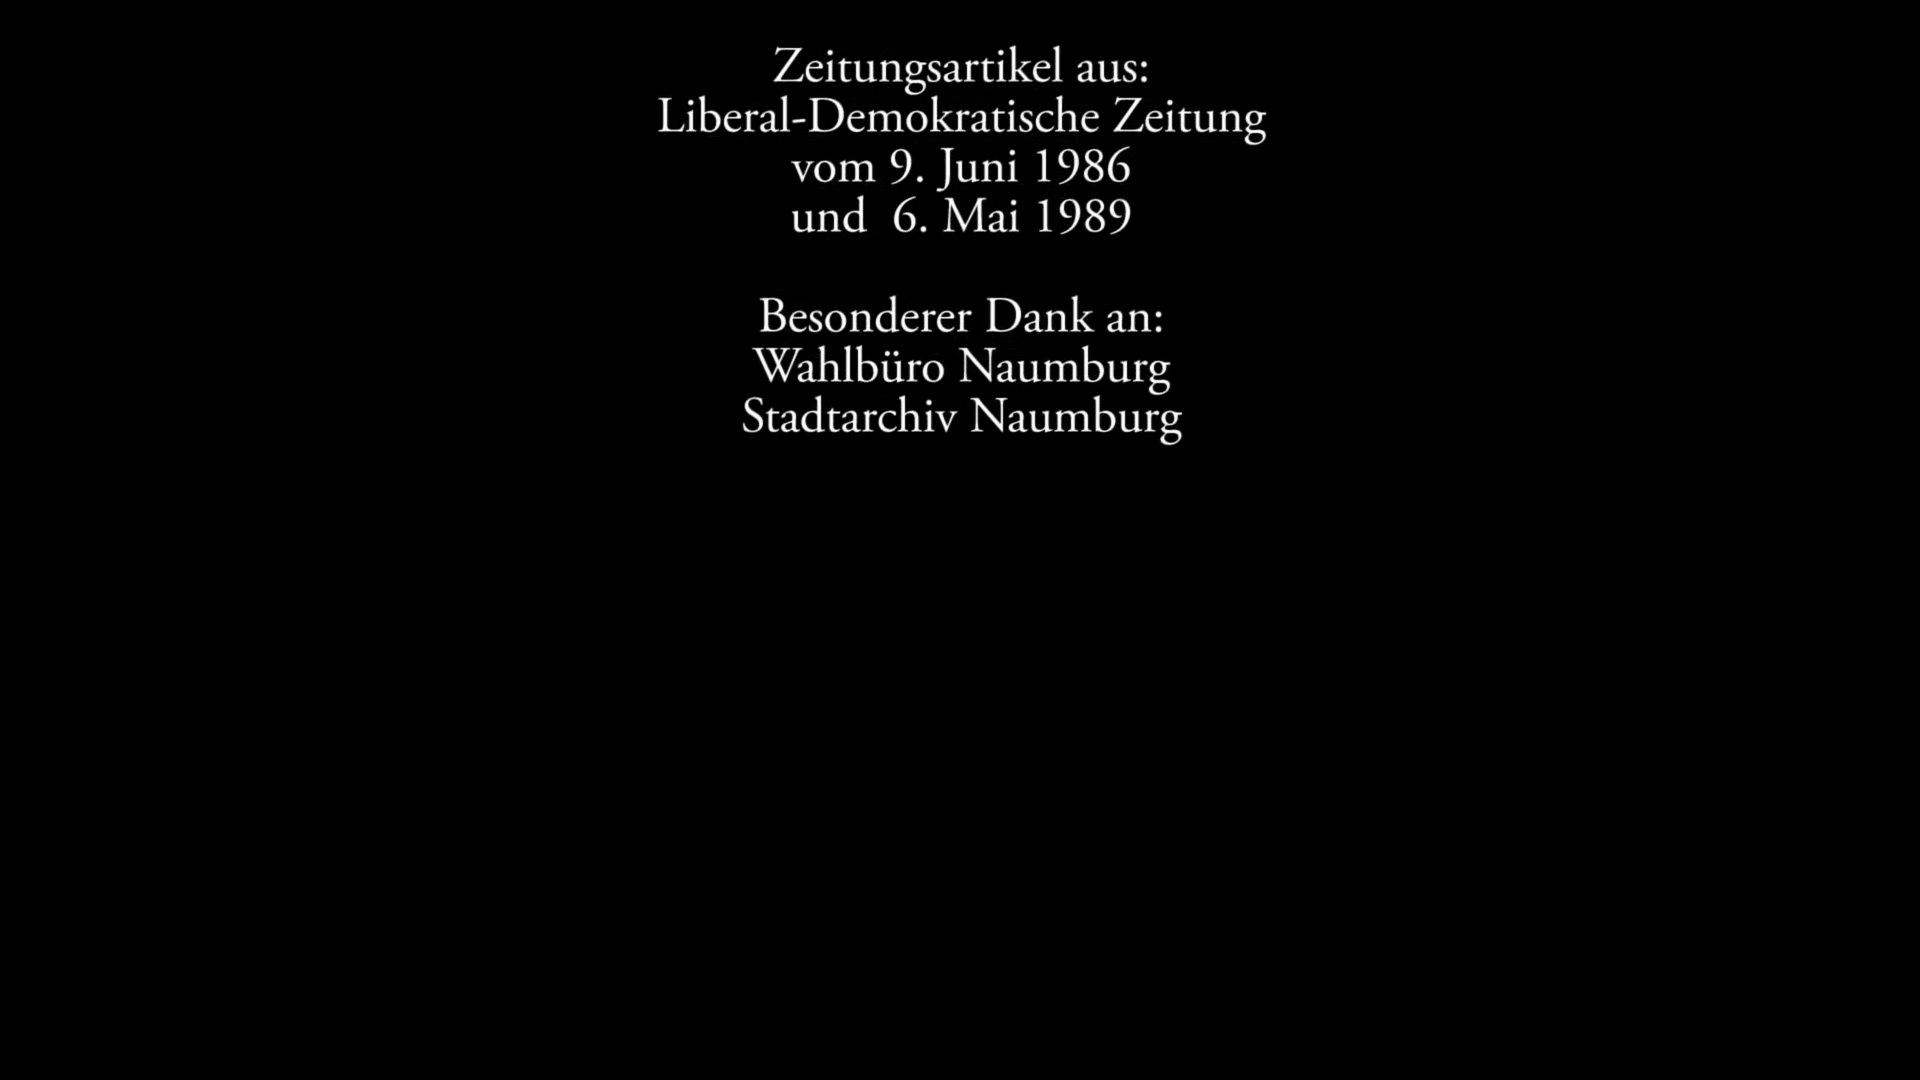 Zeitungsartikel aus:
Liberal-Demokratische Zeitung
vom 9. Juni 1986
und 6. Mai 1989
Besonderer Dank an:
Wahlbüro Naumburg
Stadtarchiv Naumburg